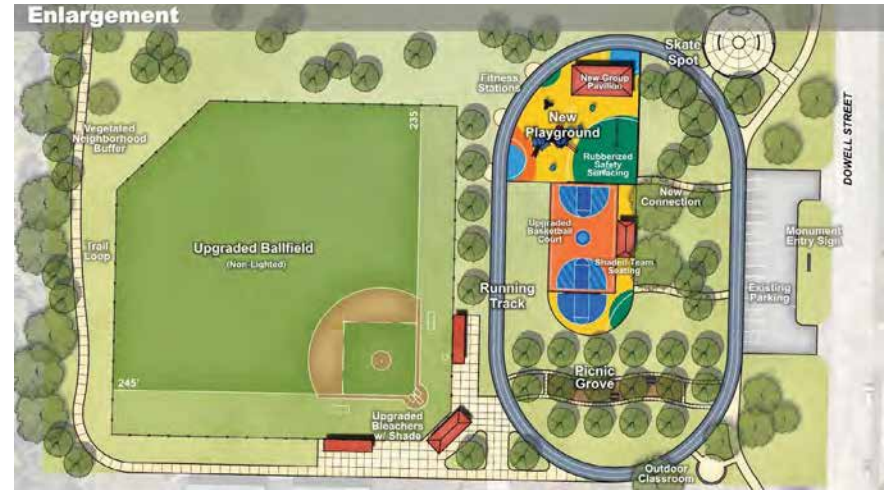 Enlargement
Skate
Spot
Fitness
Stations
New Group
Pavilion
New
Playground
Rubberized
Safety
Surfacing
235
Vegetated
Neighborhood
Buffer
DOWELL STREET
New
Connection
Upgraded
Basketball
Court
Shaded Team
Seating
Monument
Entry Sign
Trail
Loop
Upgraded Ballfield
(Non-Lighted)
Running
Track
Existing
Parking
Picnic
Grove
245'
Upgraded
Bleachers
w/ Shade
Outdoor
Classroom